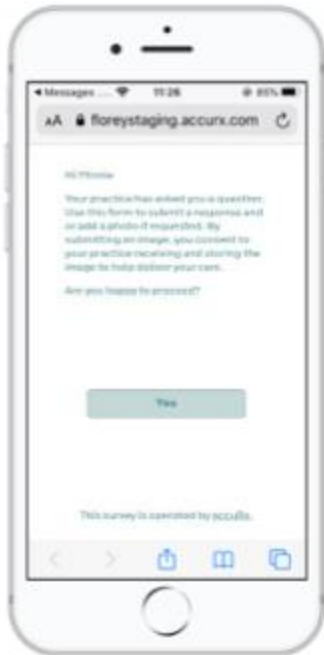 Messages 11:26 85%
AA floreystaging.accurx.com
Hi
Your practice has asked you a question.
Use this form to submit a response and
or add a photo if requested. By
submitting an image, you consent to
your practice receiving and storing the
image to help deliver your care.
Are you happy to proceed?
Yes
This survey is operated by accuRx.